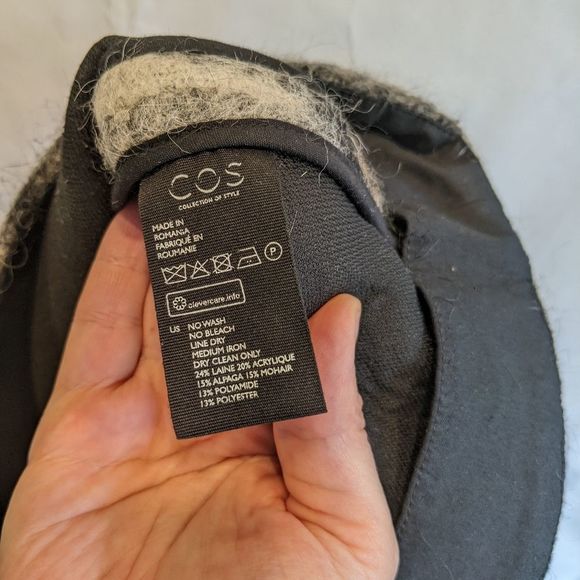 COS
COLLECTION OF STYLE
MADE IN
ROMANIA
FABRIQUÉ EN
ROUMANIE
P
clevercare.info
US NO WASH
NO BLEACH
LINE DRY
MEDIUM IRON
DRY CLEAN ONLY
24% LAINE 20% ACRYLIQUE
15% ALPAGA 15% MOHAIR
13% POLYAMIDE
13% POLYESTER